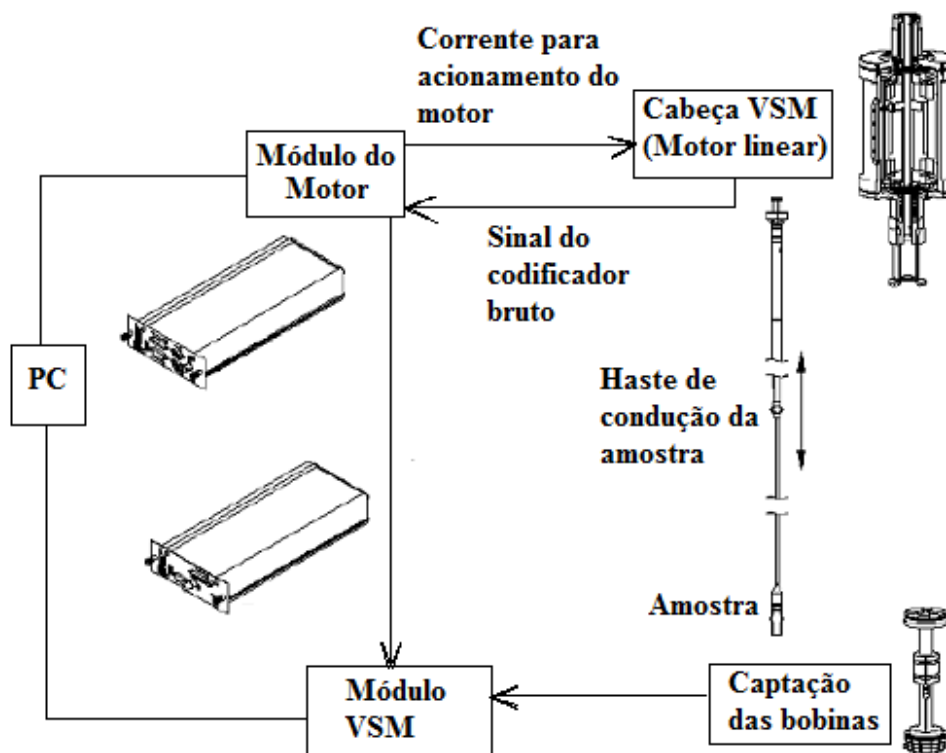 Corrente para
acionamento do
motor
Cabeça VSM
(Motor linear)
Módulo do
Motor
Sinal do
codificador
bruto
PC
Haste de
condução da
amostra
Amostra
Módulo
VSM
Captação
das bobinas